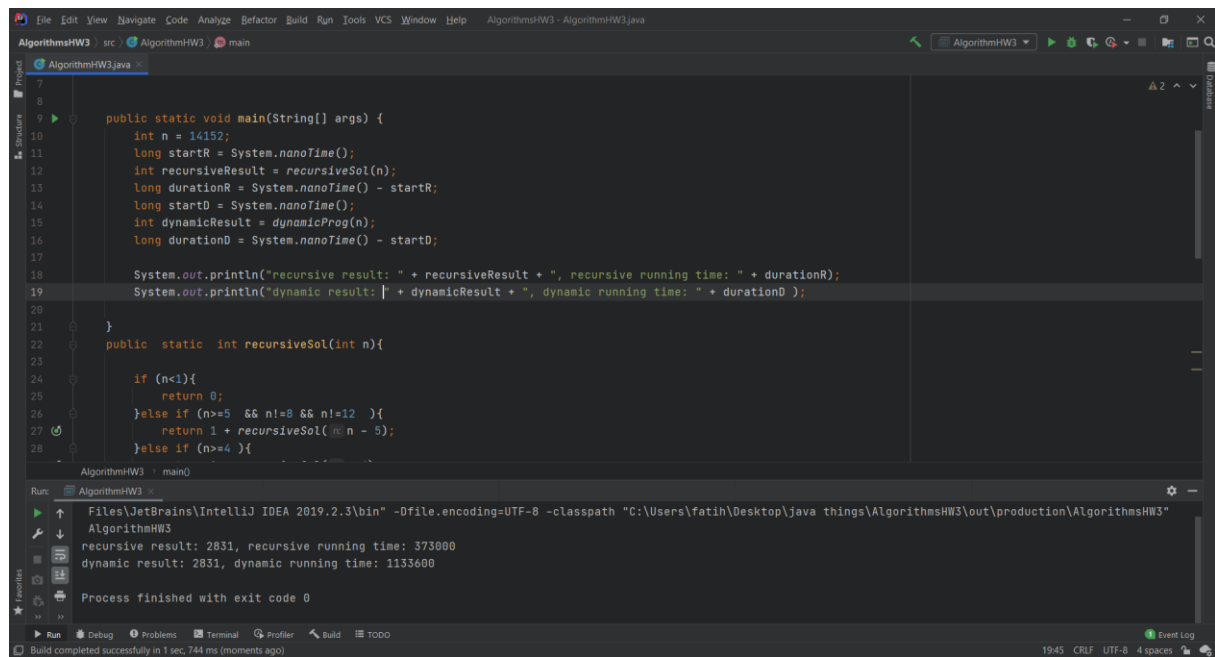 File Edit View Navigate Code Analyze Refactor Build Run Tools VCS Window Help AlgorithmsHW3 - AlgorithmHW3.java
AlgorithmsHW3 src AlgorithmHW3 main AlgorithmHW3
Project
AlgorithmHW3.java
Database
Structure
7
2
8
9 public static void main(String[] args) {
10 int n = 14152;
11 long startR = System.nanoTime();
12 int recursiveResult = recursiveSol(n);
13 long durationR = System.nanoTime() - startR;
14 long startD = System.nanoTime();
15 int dynamicResult = dynamicProg(n);
16 long durationD = System.nanoTime() - startD;
17
18 System.out.println("recursive result: " + recursiveResult + ", recursive running time: " + durationR);
19 System.out.println("dynamic result: " + dynamicResult + ", dynamic running time: " + durationD );
20
21 }
22 public static int recursiveSol(int n){
23
24 if (n<1){
25 return 0;
26 }else if (n>=5 && n!=8 && n!=12 ){
27 return 1 + recursiveSol( n: n - 5);
28 }else if (n>=4 ){
AlgorithmHW3 main()
Run: AlgorithmHW3
Files\JetBrains\IntelliJ IDEA 2019.2.3\bin" -Dfile.encoding=UTF-8 -classpath "C:\Users\fatih\Desktop\java things\AlgorithmsHW3\out\production\AlgorithmsHW3"
AlgorithmHW3
recursive result: 2831, recursive running time: 373000
dynamic result: 2831, dynamic running time: 1133600
Process finished with exit code 0
Favorites
Run Debug Problems Terminal Profiler Build TODO 1 Event Log
Build completed successfully in 1 sec, 744 ms (moments ago) 19:45 CRLF UTF-8 4 spaces